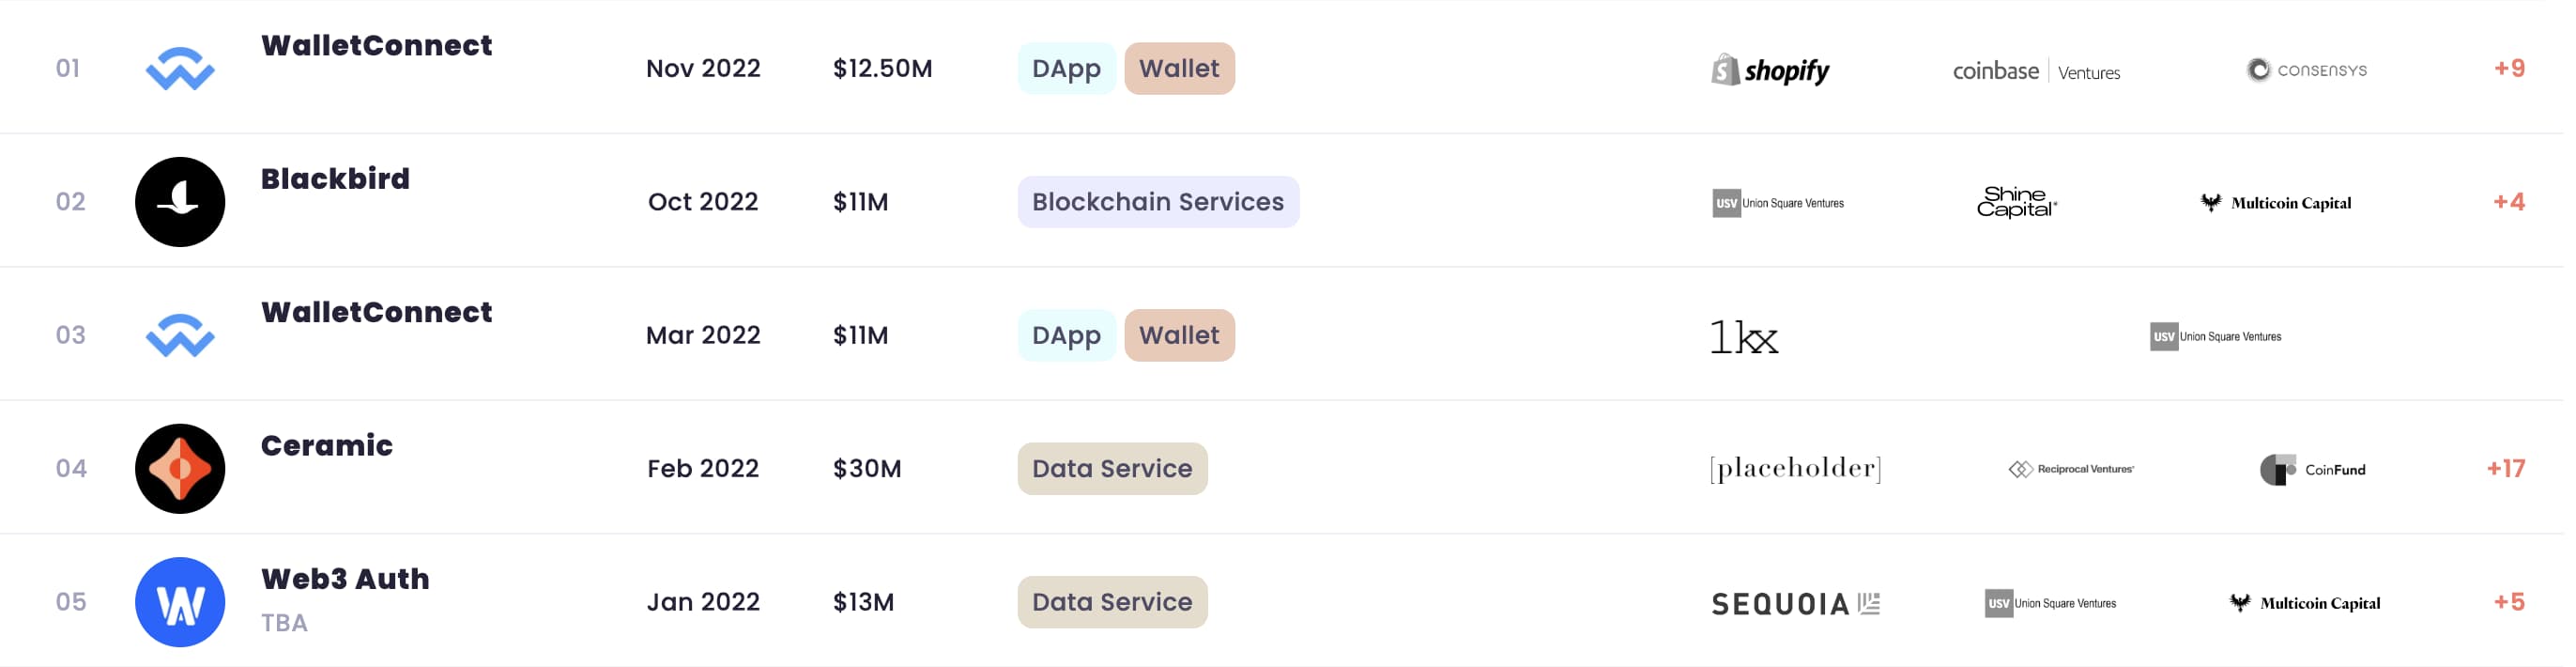 01 WalletConnect Nov 2022 $12.50M DApp Wallet shopify coinbase Ventures CONSENSYS +9
02 Blackbird Oct 2022 $11M Blockchain Services USV Union Square Ventures Shine Capital Multicoin Capital +4
03 WalletConnect Mar 2022 $11M DApp Wallet 1kx USV Union Square Ventures
04 Ceramic Feb 2022 $30M Data Service [placeholder] Reciprocal Ventures CoinFund +17
05 Web3 Auth Jan 2022 $13M Data Service SEQUOIA USV Union Square Ventures Multicoin Capital +5
TBA